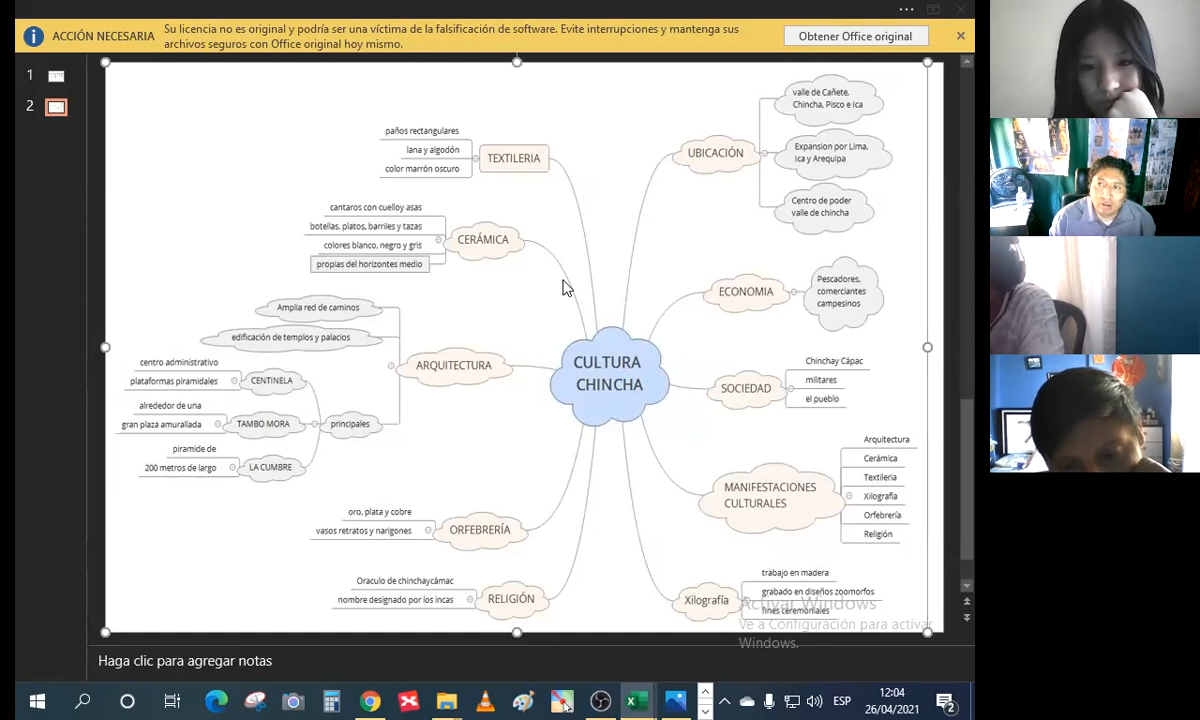 ACCIÓN NECESARIA
Su licencia no es original y podría ser una víctima de la falsificación de software. Evite interrupciones y mantenga sus
archivos seguros con Office original hoy mismo.
Obtener Office original
1
2
paños rectangulares
lana y algodón
color marrón oscuro
TEXTILERIA
cantaros con cuelloy asas
botellas, platos, barriles y tazas
colores blanco, negro y gris
propias del horizontes medio
CERÁMICA
Amplia red de caminos
edificación de templos y palacios
ARQUITECTURA
centro administrativo
plataformas piramidales
CENTINELA
alrededor de una
gran plaza amurallada
TAMBO MORA
principales
piramide de
200 metros de largo
LA CUMBRE
oro, plata y cobre
vasos retratos y narigones
ORFEBRERÍA
Oraculo de chinchaycámac
nombre designado por los incas
RELIGIÓN
CULTURA
CHINCHA
UBICACIÓN
valle de Cañete,
Chincha, Pisco e Ica
Expansion por Lima,
Ica y Arequipa
Centro de poder
valle de chincha
ECONOMIA
Pescadores,
comerciantes
campesinos
SOCIEDAD
Chinchay Cápac
militares
el pueblo
MANIFESTACIONES
CULTURALES
Arquitectura
Cerámica
Textileria
Xilografía
Orfebrería
Religión
Xilografía
trabajo en madera
grabado en diseños zoomorfos
fines ceremoniales
Activar Windows
Ve a Configuración para activar
Windows.
Haga clic para agregar notas
ESP
12:04
26/04/2021
2